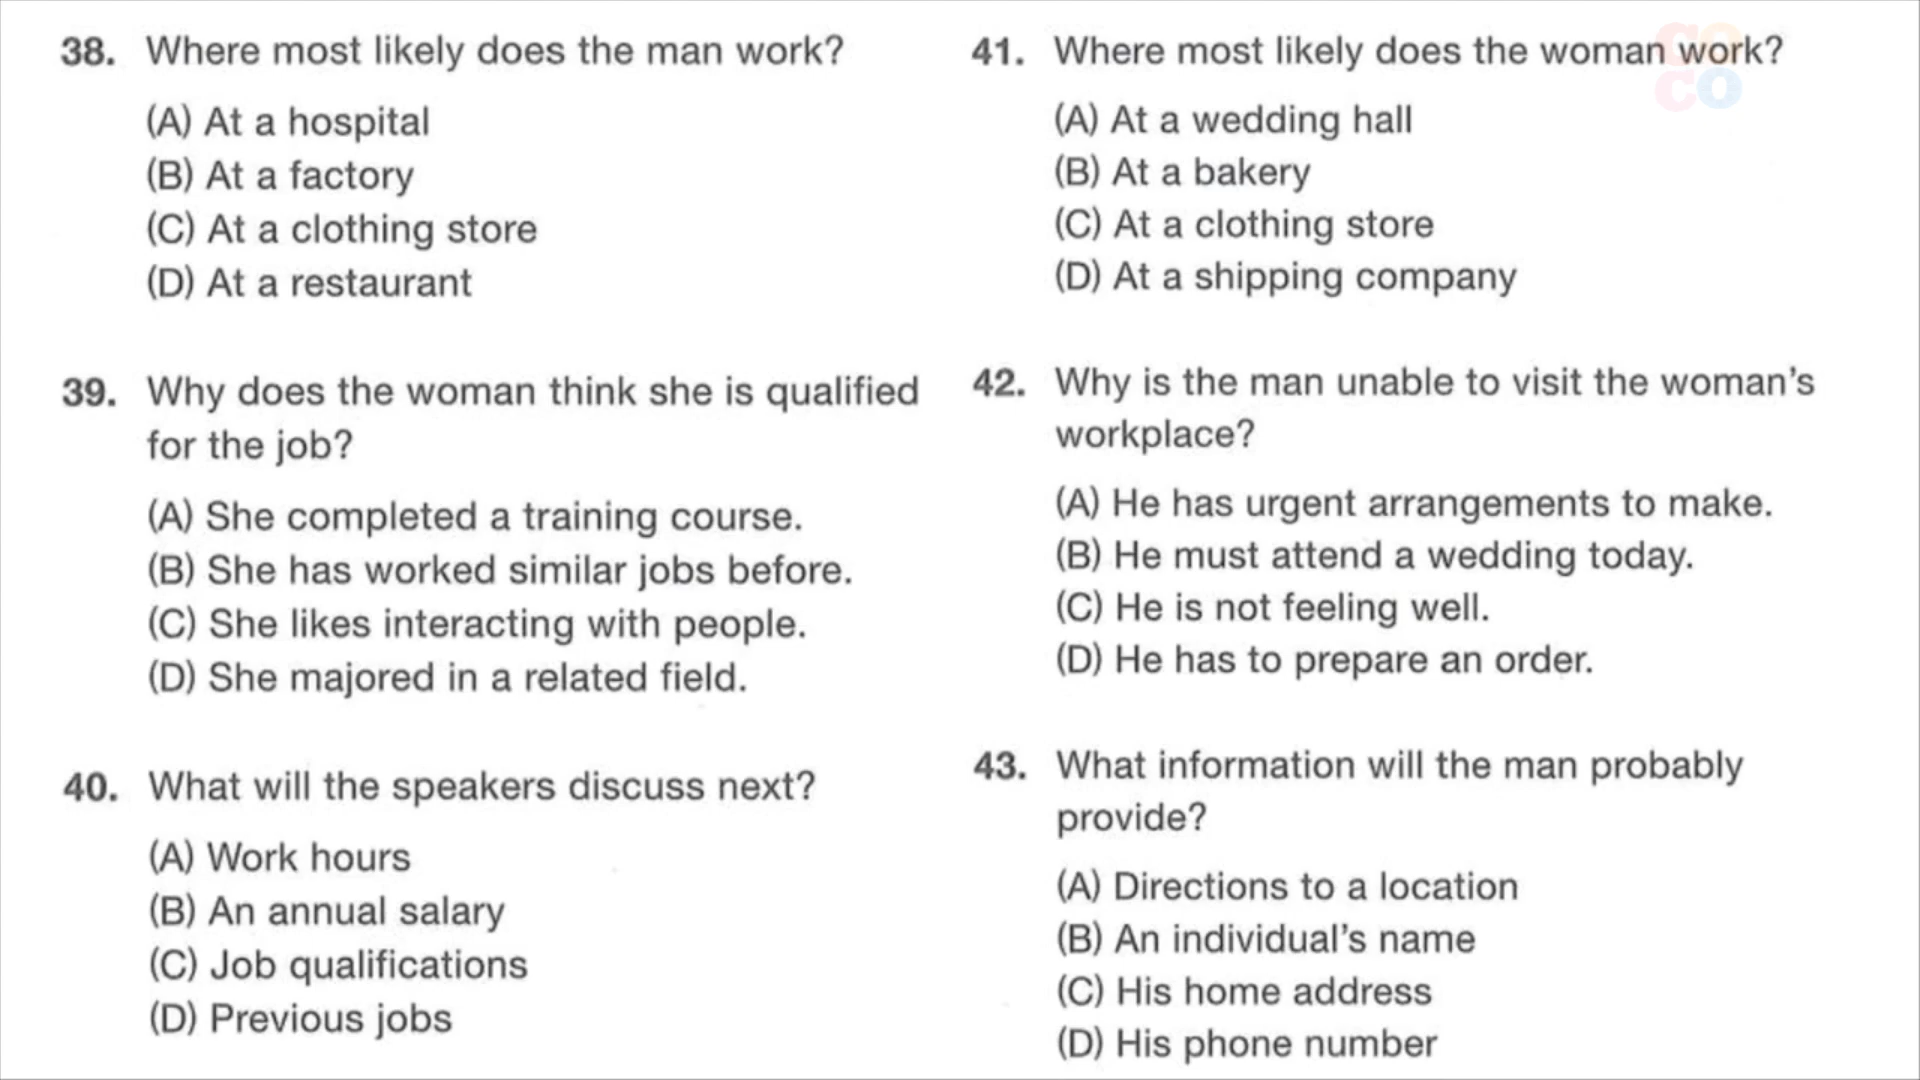 38. Where most likely does the man work?
(A) At a hospital
(B) At a factory
(C) At a clothing store
(D) At a restaurant
39. Why does the woman think she is qualified
for the job?
(A) She completed a training course.
(B) She has worked similar jobs before.
(C) She likes interacting with people.
(D) She majored in a related field.
40. What will the speakers discuss next?
(A) Work hours
(B) An annual salary
(C) Job qualifications
(D) Previous jobs
41. Where most likely does the woman work?
(A) At a wedding hall
(B) At a bakery
(C) At a clothing store
(D) At a shipping company
42. Why is the man unable to visit the woman's
workplace?
(A) He has urgent arrangements to make.
(B) He must attend a wedding today.
(C) He is not feeling well.
(D) He has to prepare an order.
43. What information will the man probably
provide?
(A) Directions to a location
(B) An individual's name
(C) His home address
(D) His phone number
GO
CO